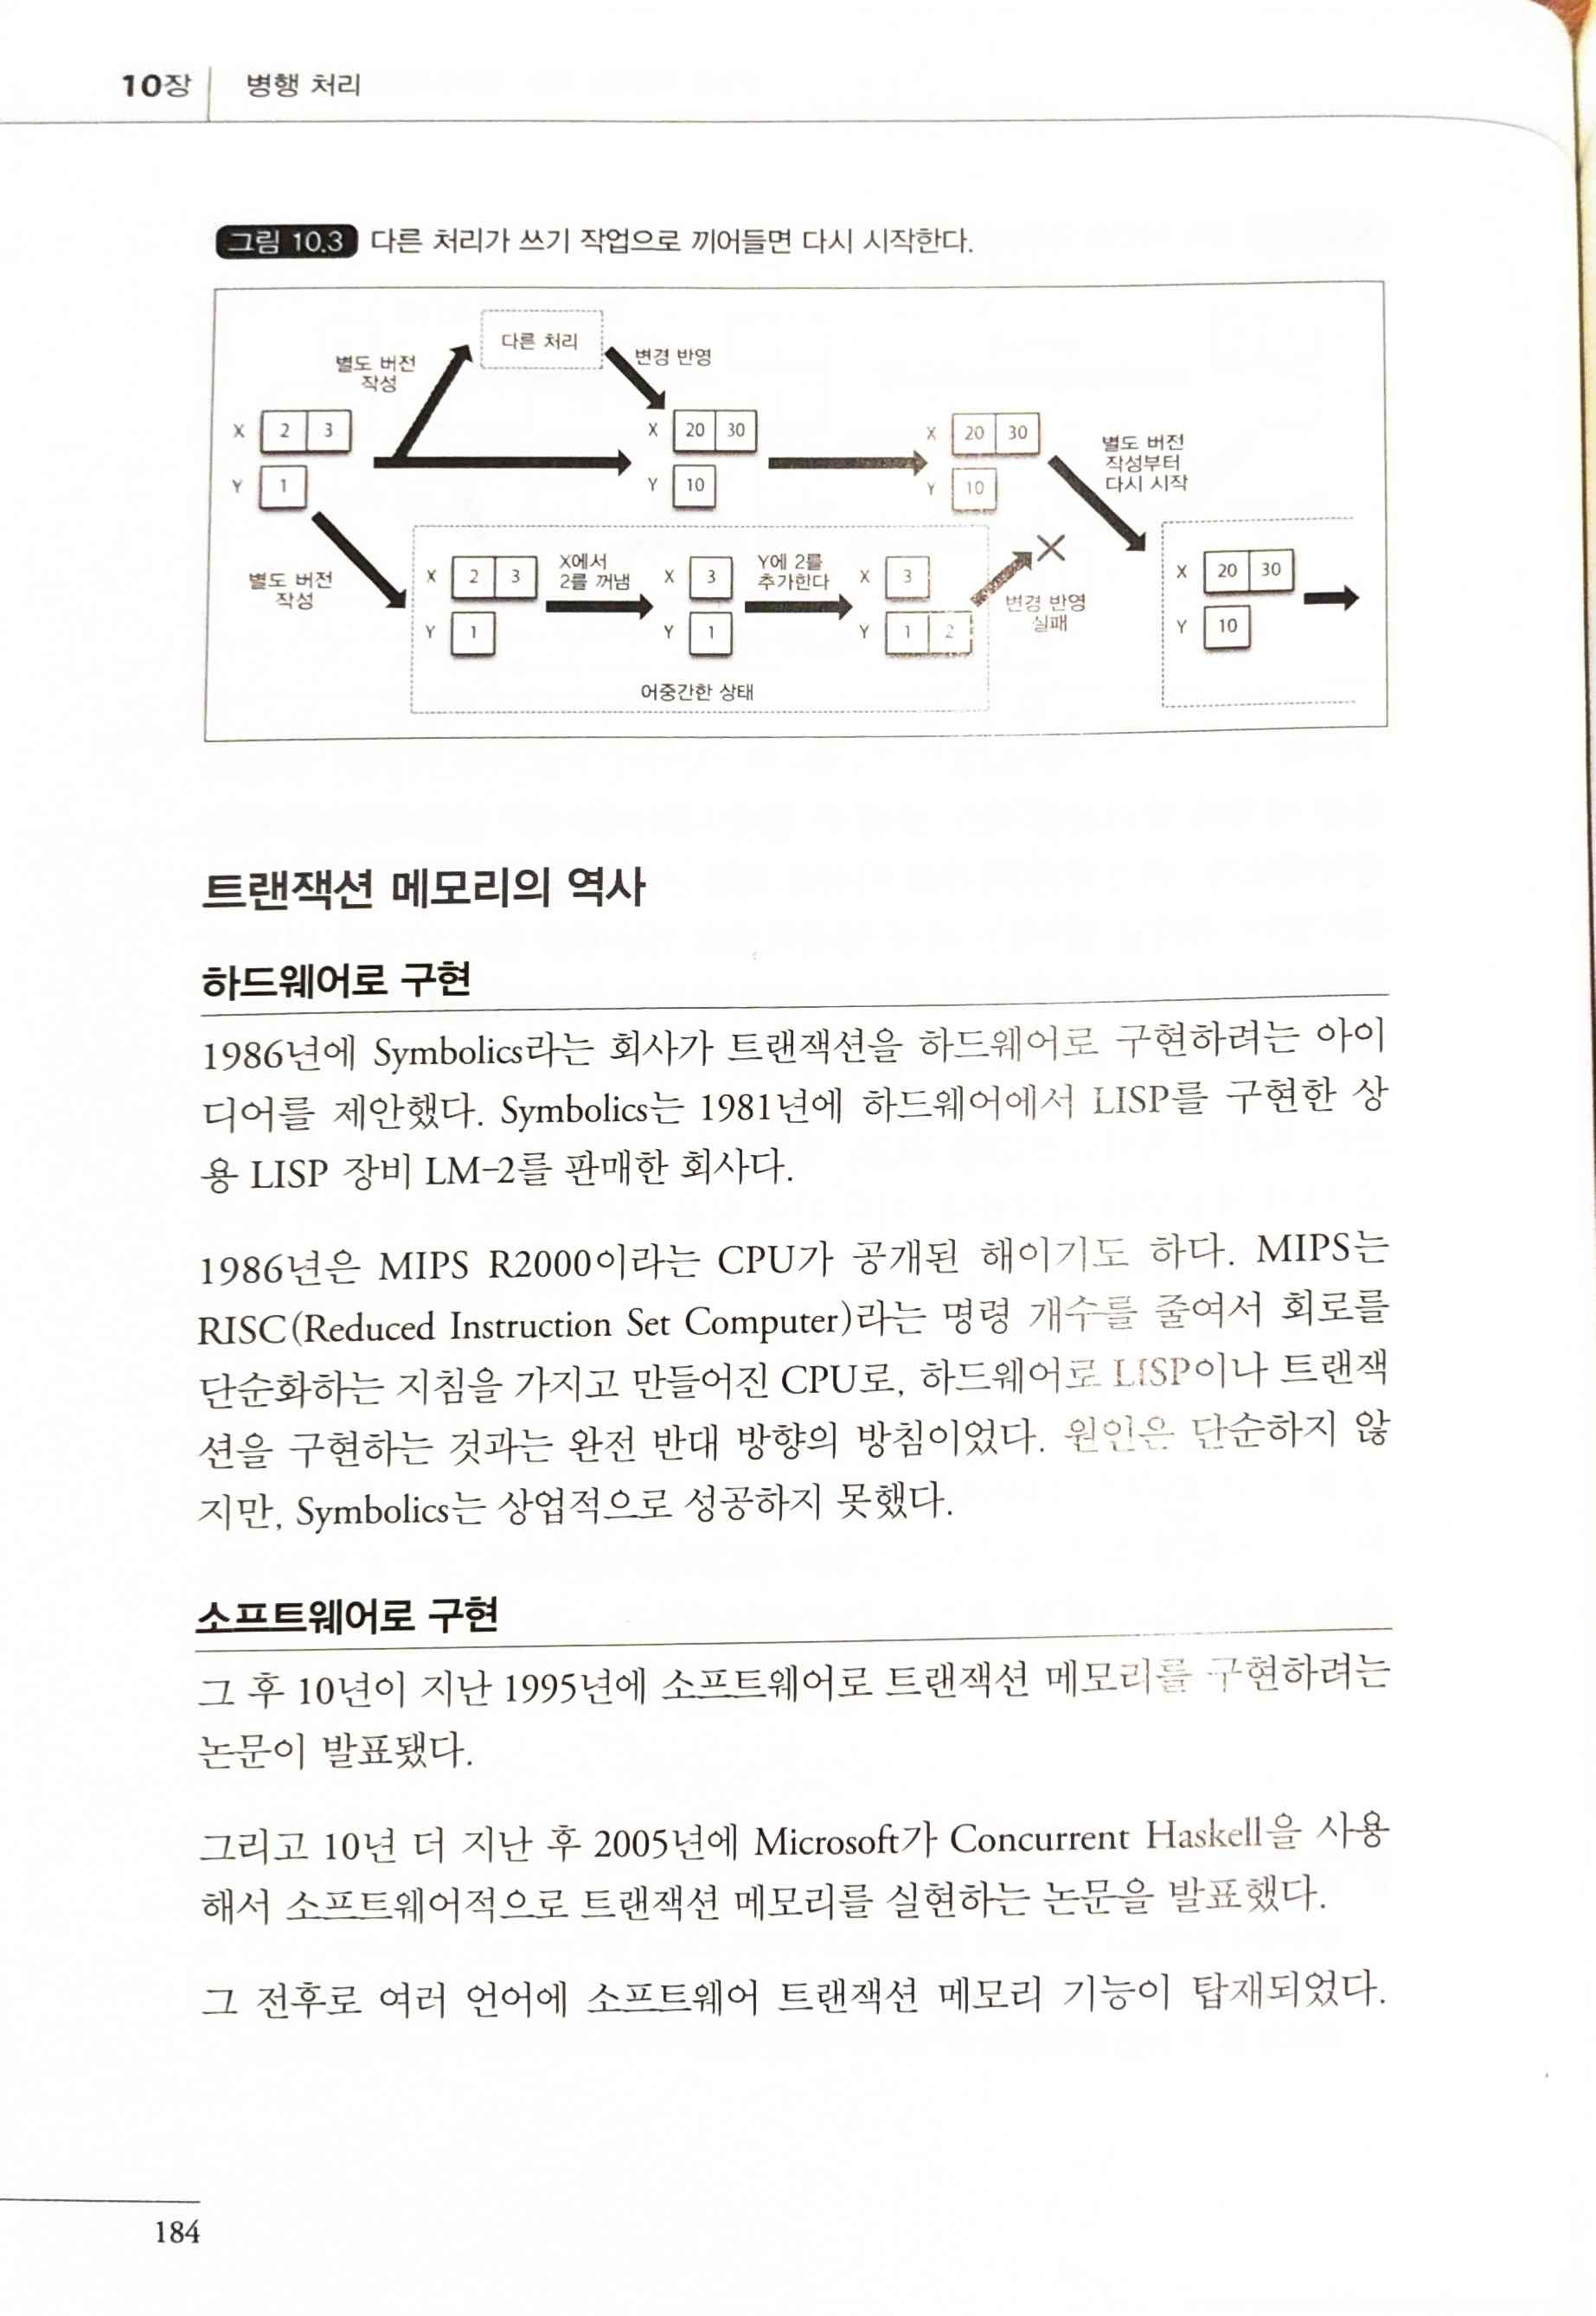 10장 병행 처리
그림 10.3 다른 처리가 쓰기 작업으로 끼어들면 다시 시작한다.
다른 처리
별도 버전
작성
변경 반영
X 2 3
Y 1
X 20 30
Y 10
X 20 30
Y 10
별도 버전
작성부터
다시 시작
별도 버전
작성
X 2 3
Y 1
X에서
2를 꺼냄
X 3
Y 1
Y에 2를
추가한다
X 3
Y 1 2
변경 반영
실패
X 20 30
Y 10
어중간한 상태
트랜잭션 메모리의 역사
하드웨어로 구현
1986년에 Symbolics라는 회사가 트랜잭션을 하드웨어로 구현하려는 아이
디어를 제안했다. Symbolics는 1981년에 하드웨어에서 LISP를 구현한 상
용 LISP 장비 LM-2를 판매한 회사다.
1986년은 MIPS R2000이라는 CPU가 공개된 해이기도 하다. MIPS는
RISC(Reduced Instruction Set Computer)라는 명령 개수를 줄여서 회로를
단순화하는 지침을 가지고 만들어진 CPU로, 하드웨어로 LISP이나 트랜잭
션을 구현하는 것과는 완전 반대 방향의 방침이었다. 원인은 단순하지 않
지만, Symbolics는 상업적으로 성공하지 못했다.
소프트웨어로 구현
그 후 10년이 지난 1995년에 소프트웨어로 트랜잭션 메모리를 구현하려는
논문이 발표됐다.
그리고 10년 더 지난 후 2005년에 Microsoft가 Concurrent Haskell을 사용
해서 소프트웨어적으로 트랜잭션 메모리를 실현하는 논문을 발표했다.
그 전후로 여러 언어에 소프트웨어 트랜잭션 메모리 기능이 탑재되었다.
184